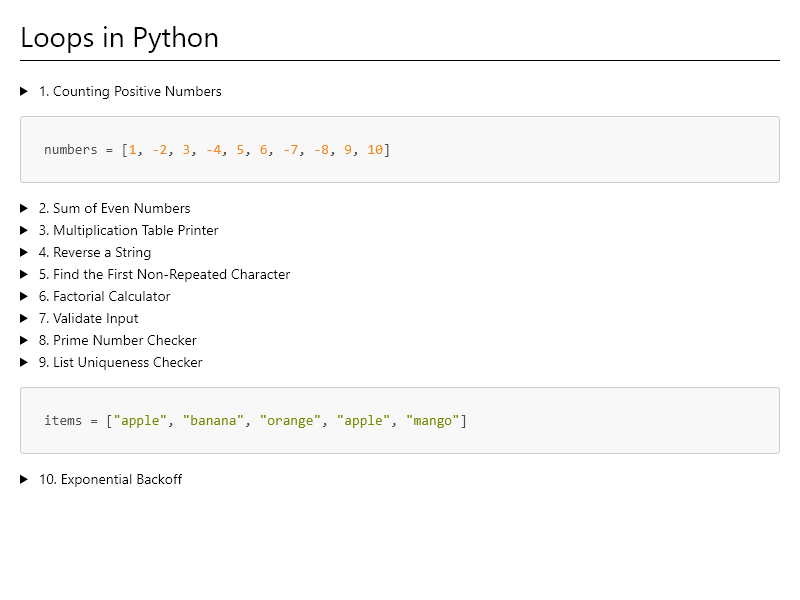 Loops in Python
1. Counting Positive Numbers
numbers = [1, -2, 3, -4, 5, 6, -7, -8, 9, 10]
2. Sum of Even Numbers
3. Multiplication Table Printer
4. Reverse a String
5. Find the First Non-Repeated Character
6. Factorial Calculator
7. Validate Input
8. Prime Number Checker
9. List Uniqueness Checker
items = ["apple", "banana", "orange", "apple", "mango"]
10. Exponential Backoff